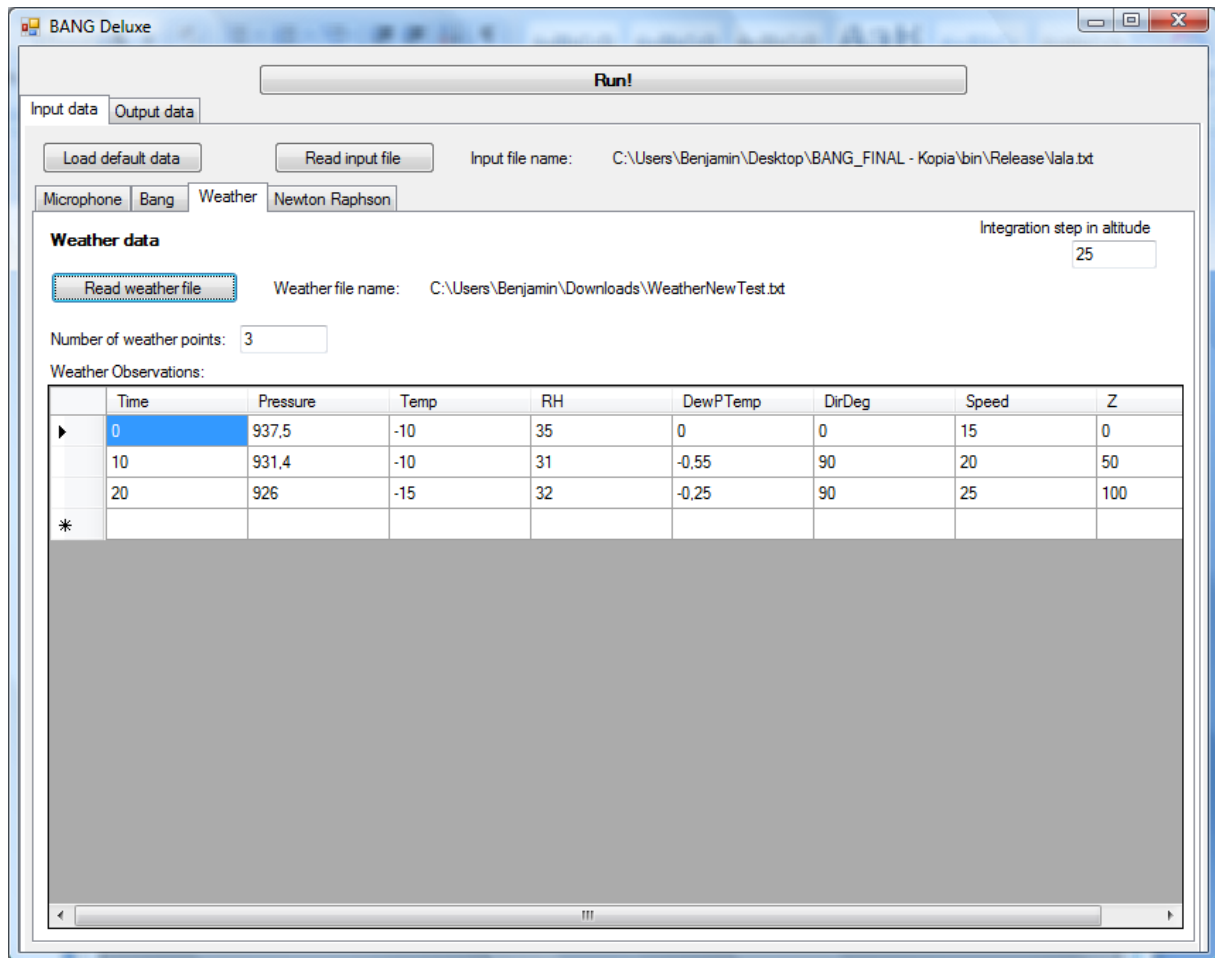 BANG Deluxe
Run!
Input data Output data
Load default data Read input file Input file name: C:\Users\Benjamin\Desktop\BANG_FINAL - Kopia\bin\Release\lala.txt
Microphone Bang Weather Newton Raphson
Integration step in altitude
Weather data
25
Read weather file Weather file name: C:\Users\Benjamin\Downloads\WeatherNewTest.txt
Number of weather points: 3
Weather Observations:
Time Pressure Temp RH DewPTemp DirDeg Speed Z
0 937,5 -10 35 0 0 15 0
10 931,4 -10 31 -0,55 90 20 50
20 926 -15 32 -0,25 90 25 100